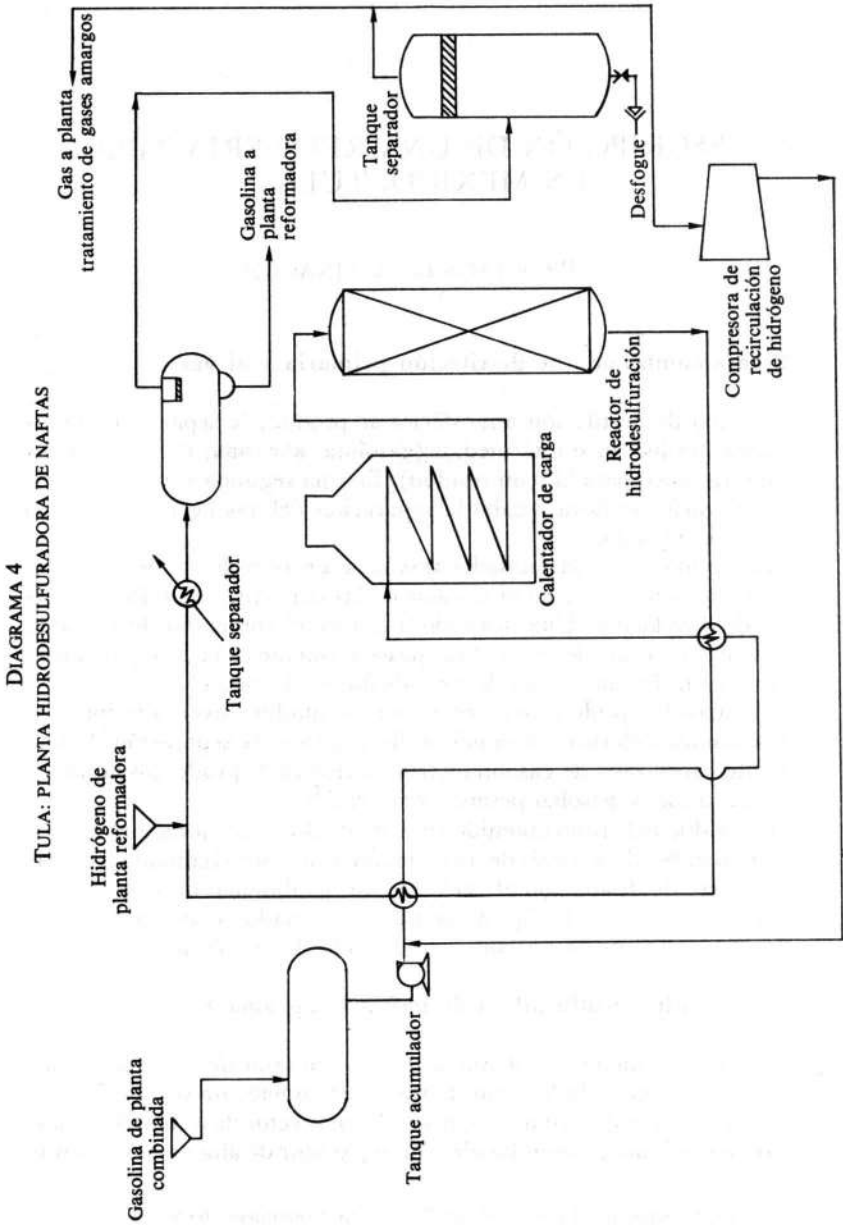 DIAGRAMA 4
TULA: PLANTA HIDRODESULFURADORA DE NAFTAS
Gasolina de planta
combinada
Tanque acumulador
Hidrógeno de
planta reformadora
Tanque separador
Gasolina a
planta
reformadora
Gas a planta
tratamiento de gases amargos
Calentador de carga
Reactor de
hidrodesulfuración
Tanque
separador
Desfogue
Compresora de
recirculación
de hidrógeno